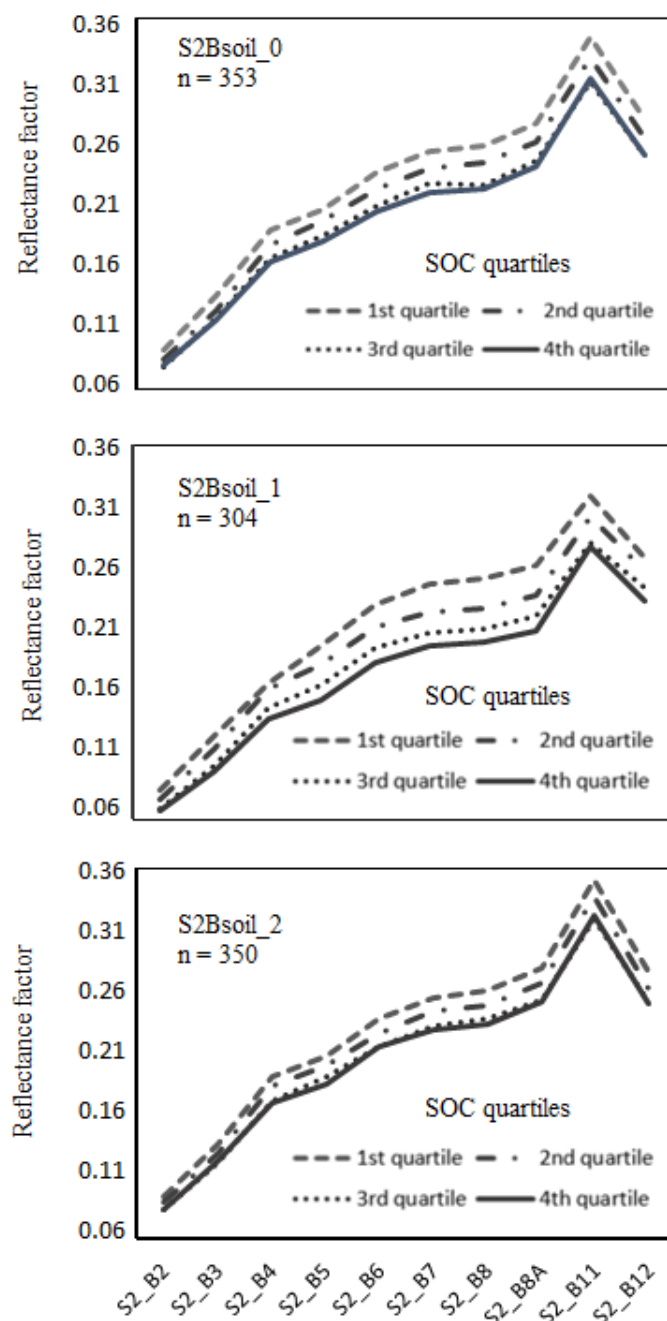 0.36
0.31
0.26
0.21
0.16
0.11
0.06
Reflectance factor
S2Bsoil_0
n = 353
SOC quartiles
1st quartile 2nd quartile
3rd quartile 4th quartile
0.36
0.31
0.26
0.21
0.16
0.11
0.06
Reflectance factor
S2Bsoil_1
n = 304
SOC quartiles
1st quartile 2nd quartile
3rd quartile 4th quartile
0.36
0.31
0.26
0.21
0.16
0.11
0.06
Reflectance factor
S2Bsoil_2
n = 350
SOC quartiles
1st quartile 2nd quartile
3rd quartile 4th quartile
S2_B2
S2_B3
S2_B4
S2_B5
S2_B6
S2_B7
S2_B8
S2_B8A
S2_B11
S2_B12